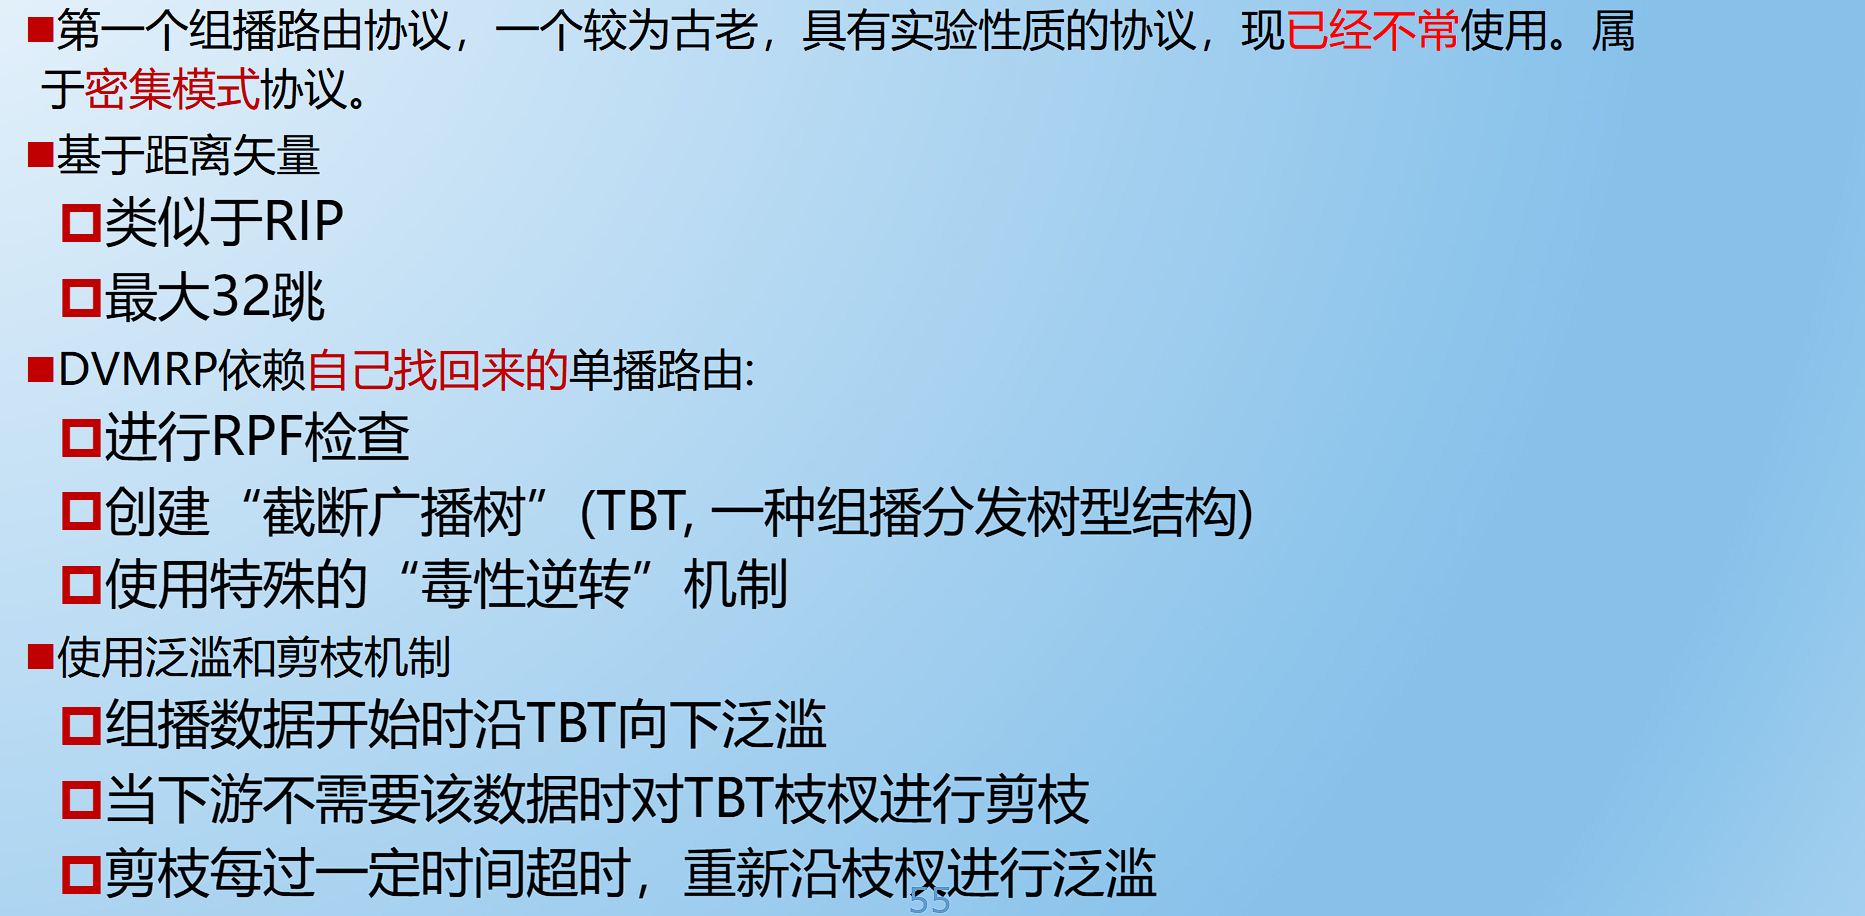 第一个组播路由协议，一个较为古老，具有实验性质的协议，现已经不常使用。属
于密集模式协议。
基于距离矢量
类似于RIP
最大32跳
DVMRP依赖自己找回来的单播路由:
进行RPF检查
创建“截断广播树”(TBT, 一种组播分发树型结构)
使用特殊的“毒性逆转”机制
使用泛滥和剪枝机制
组播数据开始时沿TBT向下泛滥
当下游不需要该数据时对TBT枝杈进行剪枝
剪枝每过一定时间超时，重新沿枝杈进行泛滥
55